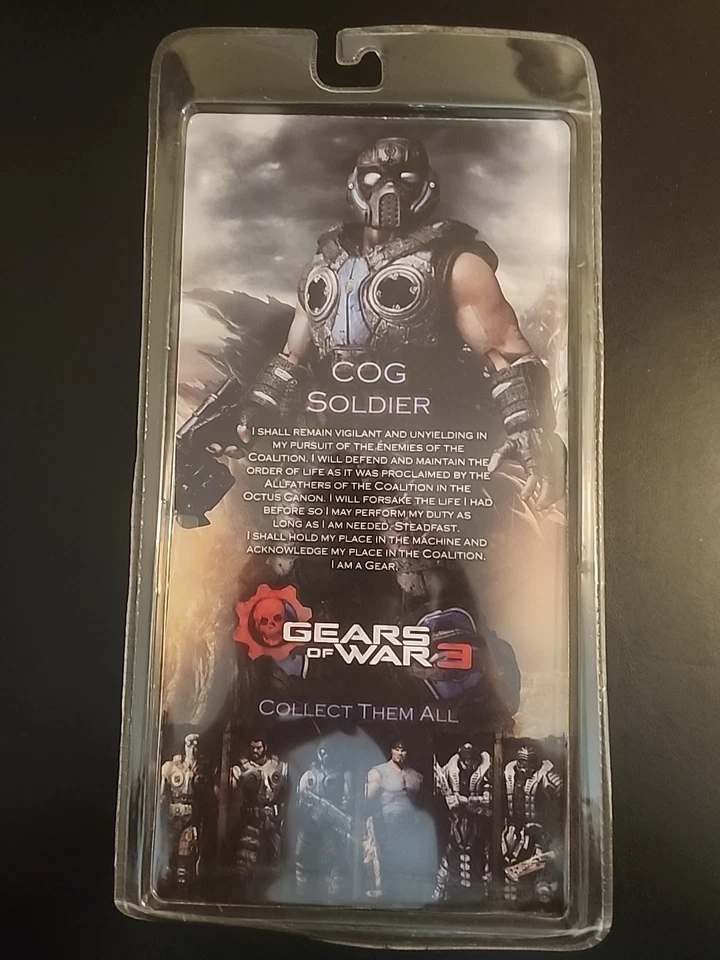 COG
SOLDIER
I SHALL REMAIN VIGILANT AND UNYIELDING IN
MY PURSUIT OF THE ENEMIES OF THE
COALITION. I WILL DEFEND AND MAINTAIN THE
ORDER OF LIFE AS IT WAS PROCLAIMED BY THE
ALLFATHERS OF THE COALITION IN THE
OCTUS CANON. I WILL FORSAKE THE LIFE I HAD
BEFORE SO I MAY PERFORM MY DUTY AS
LONG AS I AM NEEDED. STEADFAST.
I SHALL HOLD MY PLACE IN THE MACHINE AND
ACKNOWLEDGE MY PLACE IN THE COALITION.
I AM A GEAR.
GEARS
OF WAR 3
COLLECT THEM ALL